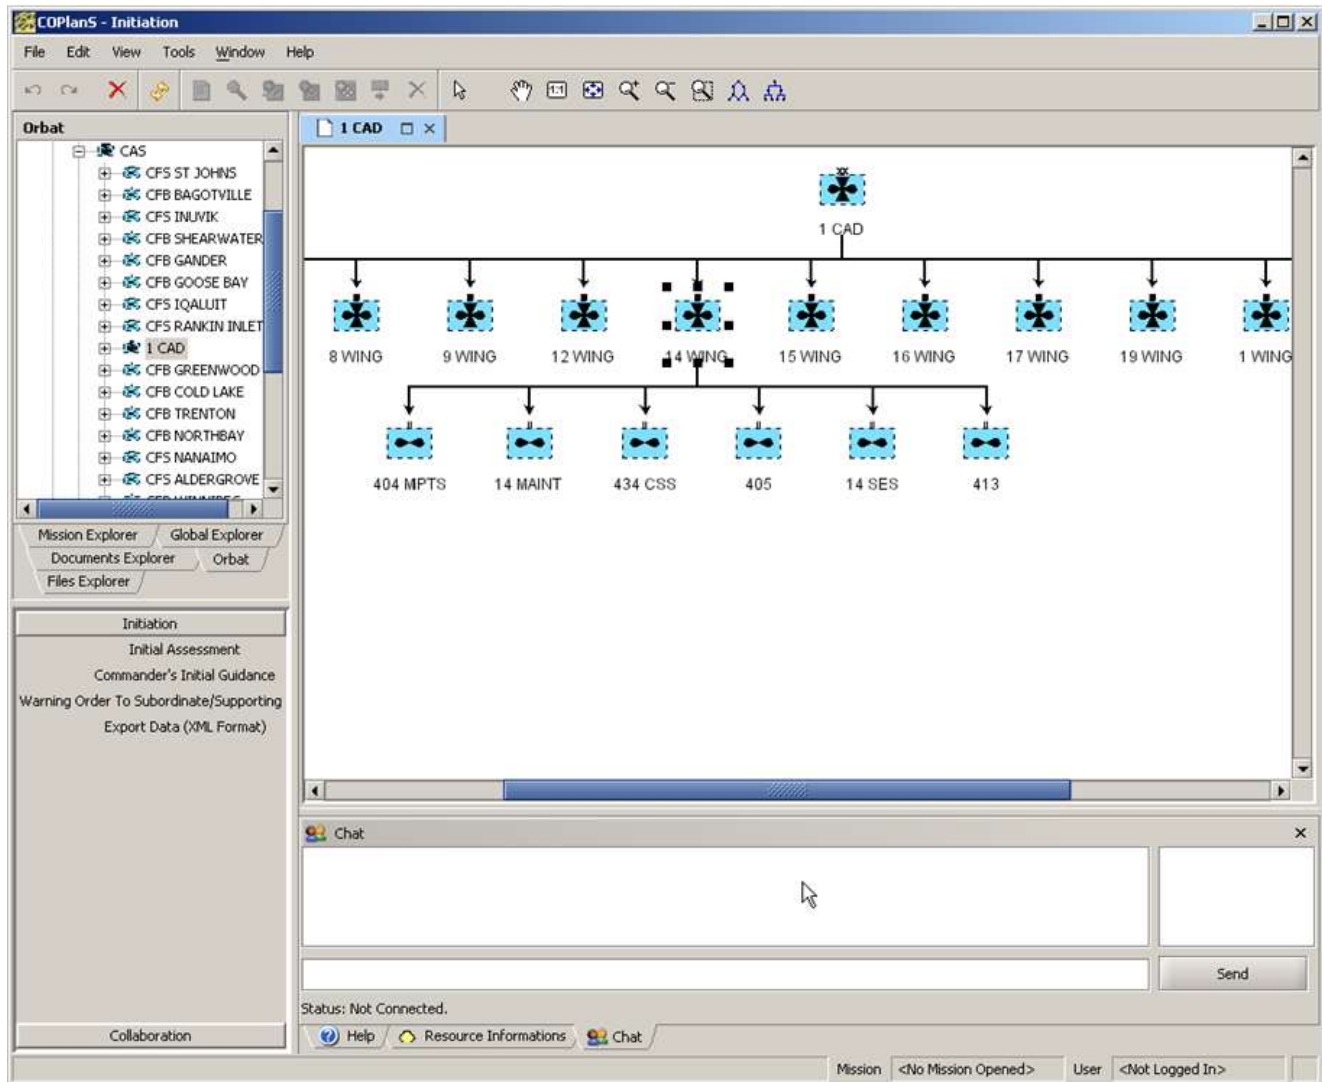 COPlanS - Initiation
File Edit View Tools Window Help
1:1
Orbat
CAS
CFS ST JOHNS
CFB BAGOTVILLE
CFS INUVIK
CFB SHEARWATER
CFB GANDER
CFB GOOSE BAY
CFS IQALUIT
CFS RANKIN INLET
1 CAD
CFB GREENWOOD
CFB COLD LAKE
CFB TRENTON
CFB NORTHBAY
CFS NANAIMO
CFS ALDERGROVE
Mission Explorer Global Explorer
Documents Explorer Orbat
Files Explorer
Initiation
Initial Assessment
Commander's Initial Guidance
Warning Order To Subordinate/Supporting
Export Data (XML Format)
Collaboration
1 CAD
XX
1 CAD
8 WING 9 WING 12 WING 14 WING 15 WING 16 WING 17 WING 19 WING 1 WING
404 MPTS 14 MAINT 434 CSS 405 14 SES 413
Chat
Send
Status: Not Connected.
Help Resource Informations Chat
Mission <No Mission Opened> User <Not Logged In>